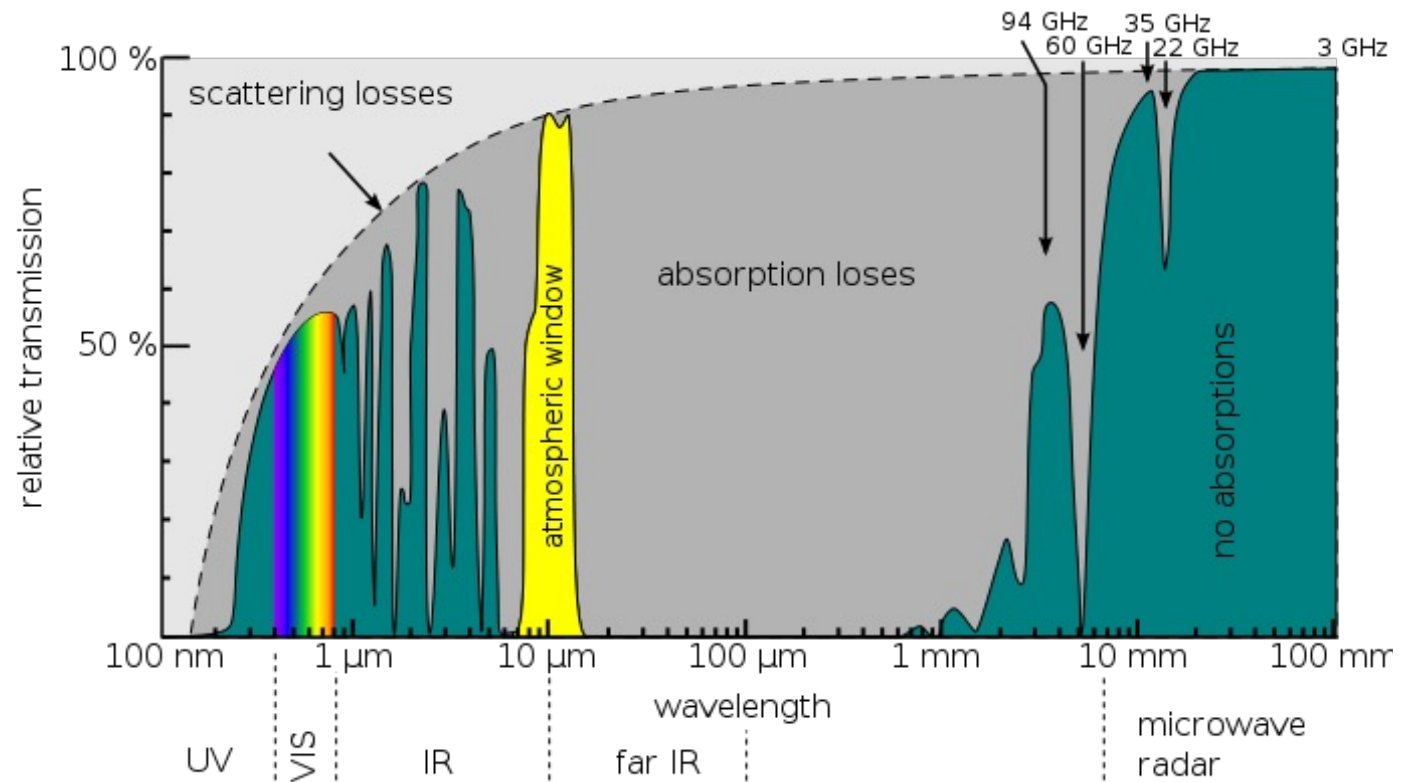 94 GHz
35 GHz
60 GHz
22 GHz
3 GHz
100 %
scattering losses
relative transmission
absorption loses
atmospheric window
no absorptions
50 %
100 nm
1 µm
10 µm
100 µm
1 mm
10 mm
100 mm
wavelength
UV
VIS
IR
far IR
microwave
radar